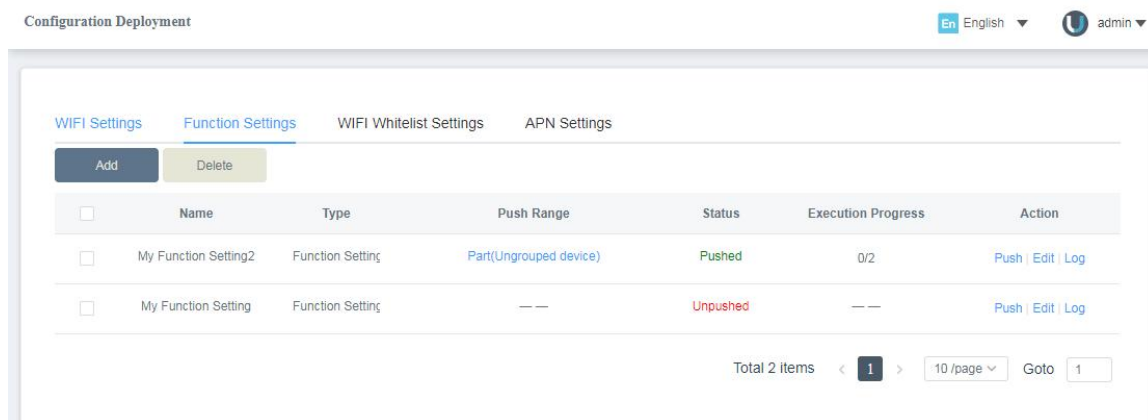 Configuration Deployment En English admin
WIFI Settings Function Settings WIFI Whitelist Settings APN Settings
Add Delete
Name Type Push Range Status Execution Progress Action
My Function Setting2 Function Setting Part(Ungrouped device) Pushed 0/2 Push | Edit | Log
My Function Setting Function Setting — — Unpushed — — Push | Edit | Log
Total 2 items < 1 > 10 /page Goto 1